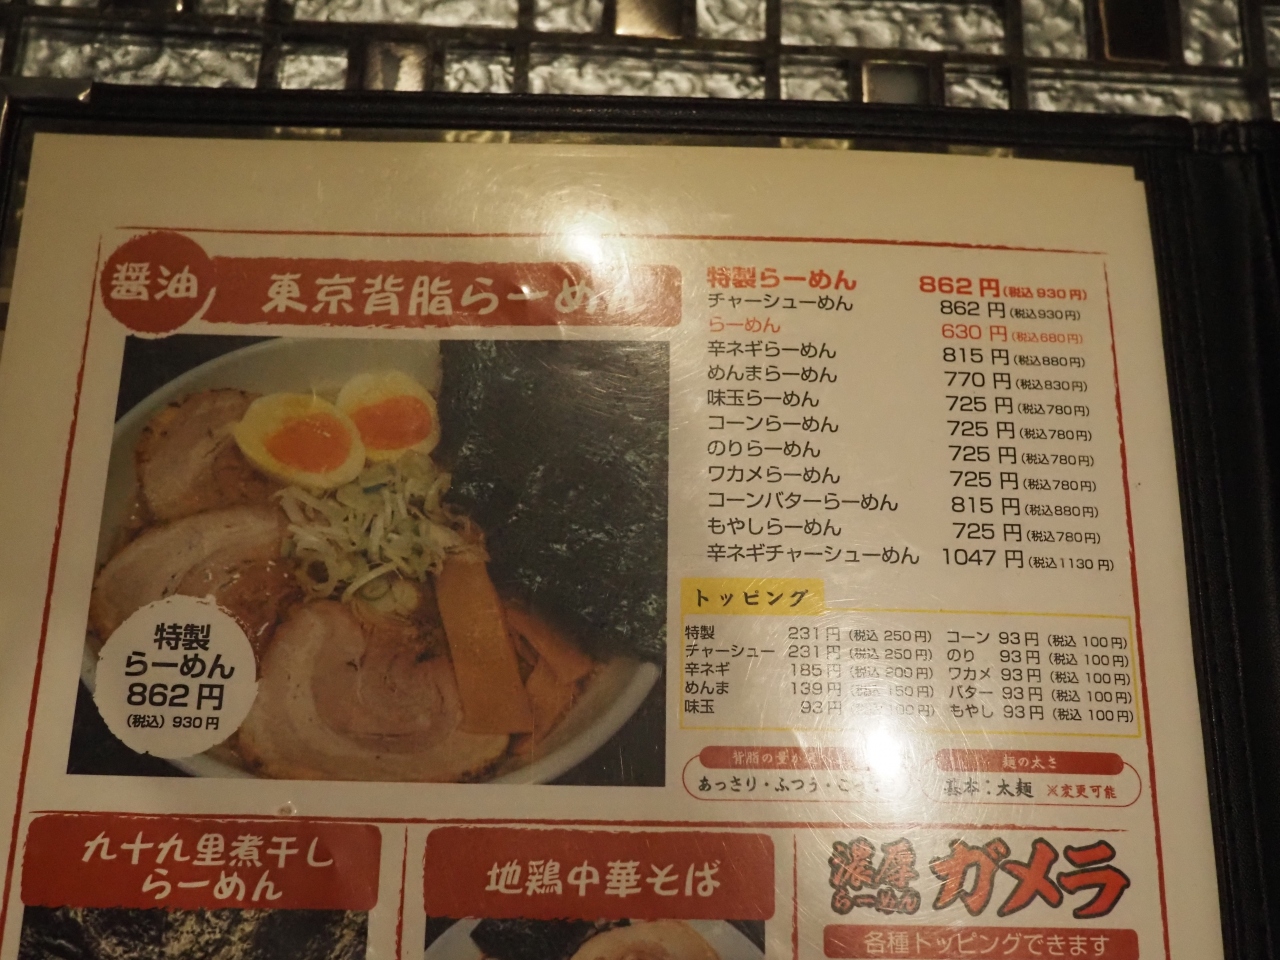 醤油
東京背脂らーめん
特製らーめん 862円(税込930円)
チャーシューめん 862円(税込930円)
らーめん 630円(税込680円)
辛ネギらーめん 815円(税込880円)
めんまらーめん 770円(税込830円)
味玉らーめん 725円(税込780円)
コーンらーめん 725円(税込780円)
のりらーめん 725円(税込780円)
ワカメらーめん 725円(税込780円)
コーンバターらーめん 815円(税込880円)
もやしらーめん 725円(税込780円)
辛ネギチャーシューめん 1047円(税込1130円)
特製
らーめん
862円
(税込)930円
トッピング
特製 231円(税込250円) コーン 93円(税込100円)
チャーシュー 231円(税込250円) のり 93円(税込100円)
辛ネギ 185円(税込200円) ワカメ 93円(税込100円)
めんま 139円(税込150円) バター 93円(税込100円)
味玉 93円(税込100円) もやし 93円(税込100円)
背脂の量が
あっさり・ふつう・
麺の太さ
基本:太麺 ※変更可能
九十九里煮干し
らーめん
地鶏中華そば
濃厚
らーめん
ガメラ
各種トッピングできます